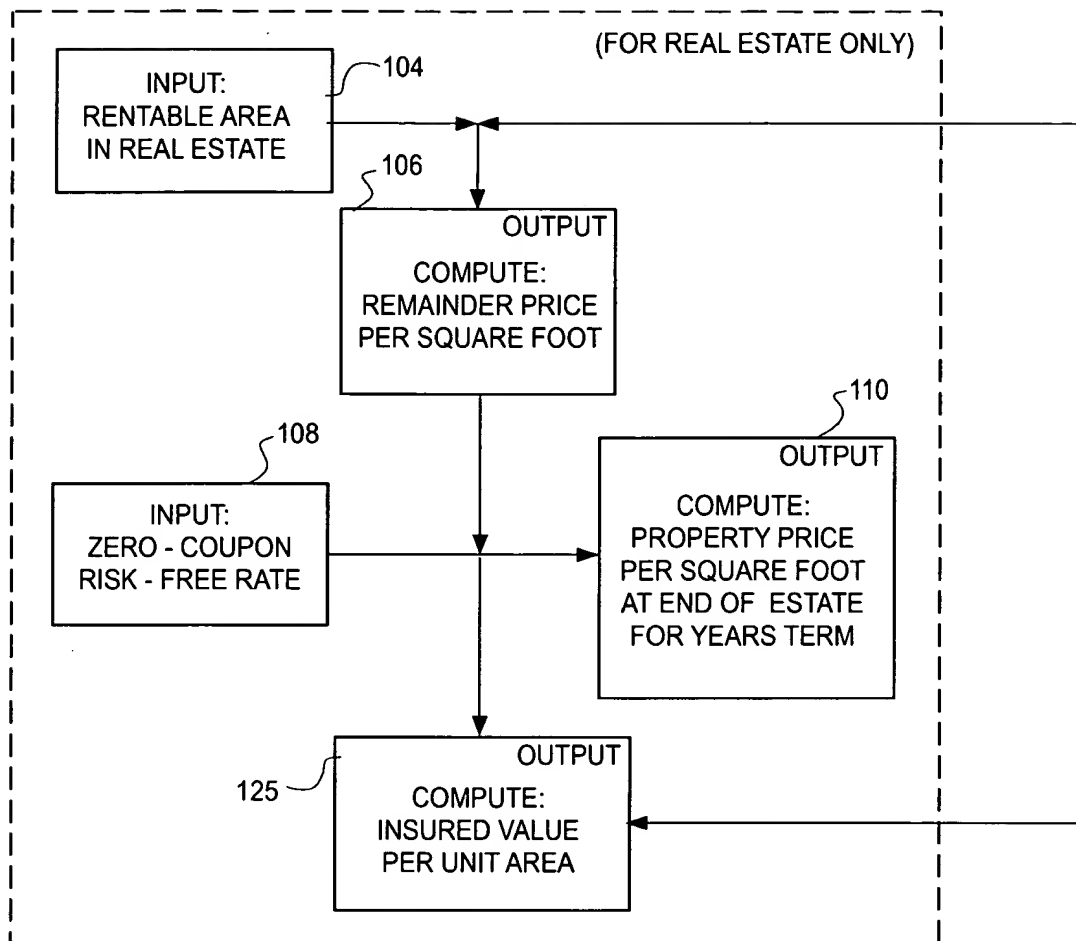 (FOR REAL ESTATE ONLY)
104
INPUT:
RENTABLE AREA
IN REAL ESTATE
106
OUTPUT
COMPUTE:
REMAINDER PRICE
PER SQUARE FOOT
108
INPUT:
ZERO - COUPON
RISK - FREE RATE
110
OUTPUT
COMPUTE:
PROPERTY PRICE
PER SQUARE FOOT
AT END OF ESTATE
FOR YEARS TERM
125
OUTPUT
COMPUTE:
INSURED VALUE
PER UNIT AREA